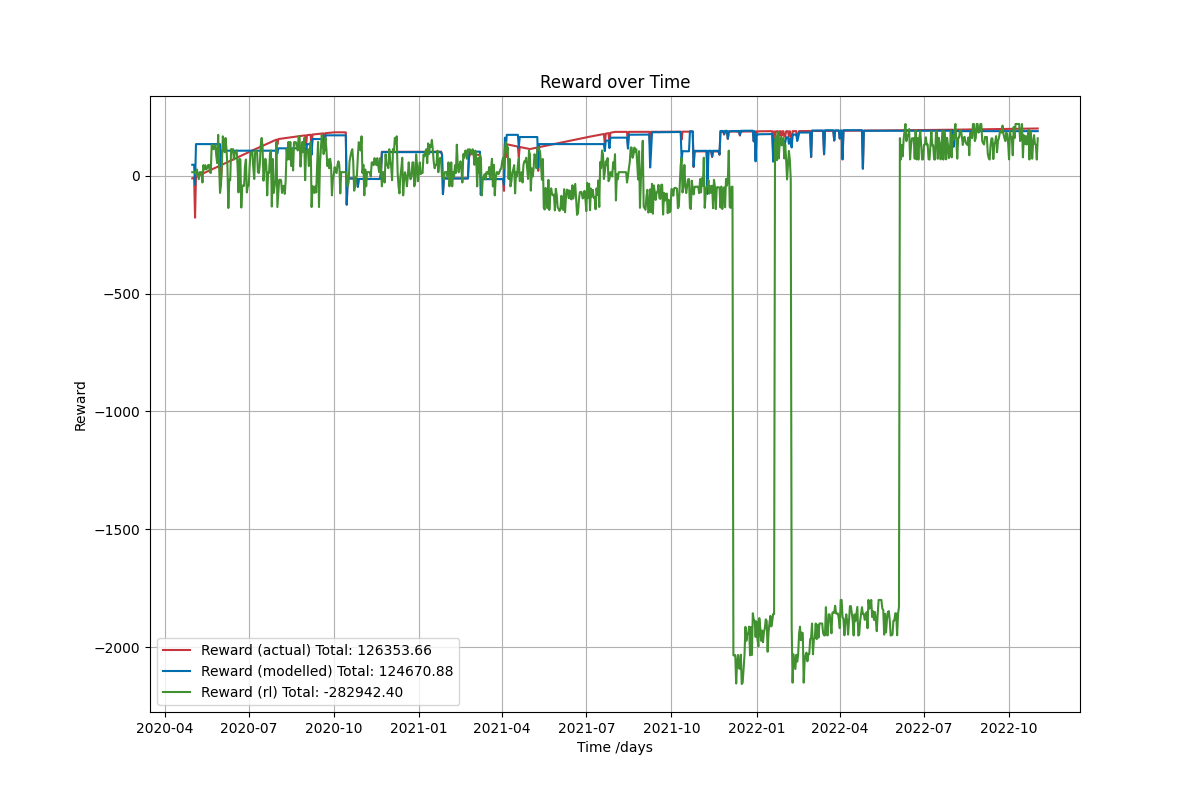 Reward over Time
Reward
0
−500
−1000
−1500
−2000
Reward (actual) Total: 126353.66
Reward (modelled) Total: 124670.88
Reward (rl) Total: -282942.40
2020-04 2020-07 2020-10 2021-01 2021-04 2021-07 2021-10 2022-01 2022-04 2022-07 2022-10
Time /days